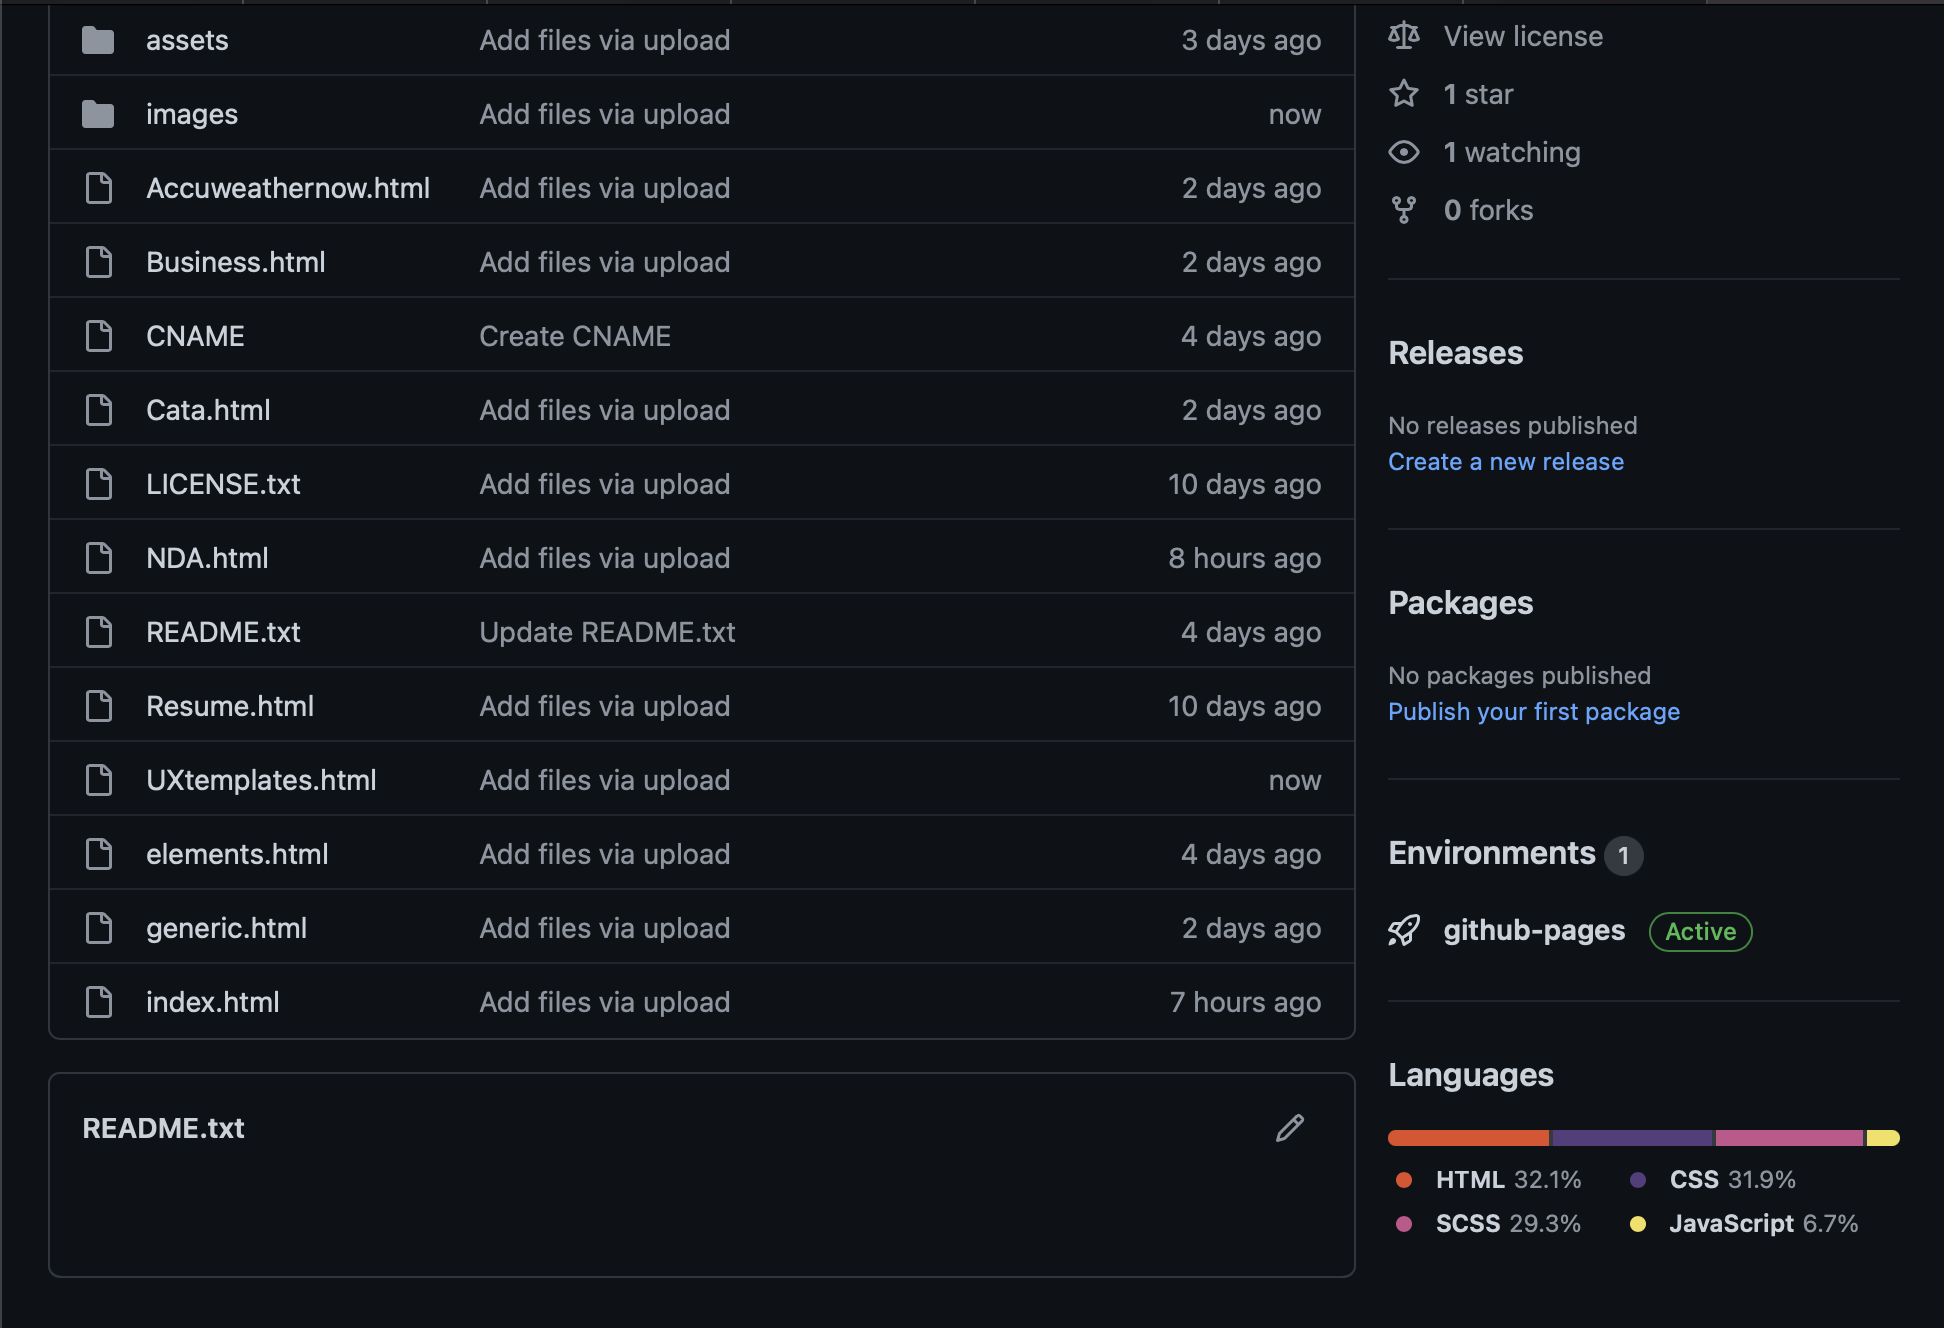 assets Add files via upload 3 days ago
images Add files via upload now
Accuweathernow.html Add files via upload 2 days ago
Business.html Add files via upload 2 days ago
CNAME Create CNAME 4 days ago
Cata.html Add files via upload 2 days ago
LICENSE.txt Add files via upload 10 days ago
NDA.html Add files via upload 8 hours ago
README.txt Update README.txt 4 days ago
Resume.html Add files via upload 10 days ago
UXtemplates.html Add files via upload now
elements.html Add files via upload 4 days ago
generic.html Add files via upload 2 days ago
index.html Add files via upload 7 hours ago
README.txt
View license
1 star
1 watching
0 forks
Releases
No releases published
Create a new release
Packages
No packages published
Publish your first package
Environments 1
github-pages Active
Languages
HTML 32.1% CSS 31.9%
SCSS 29.3% JavaScript 6.7%